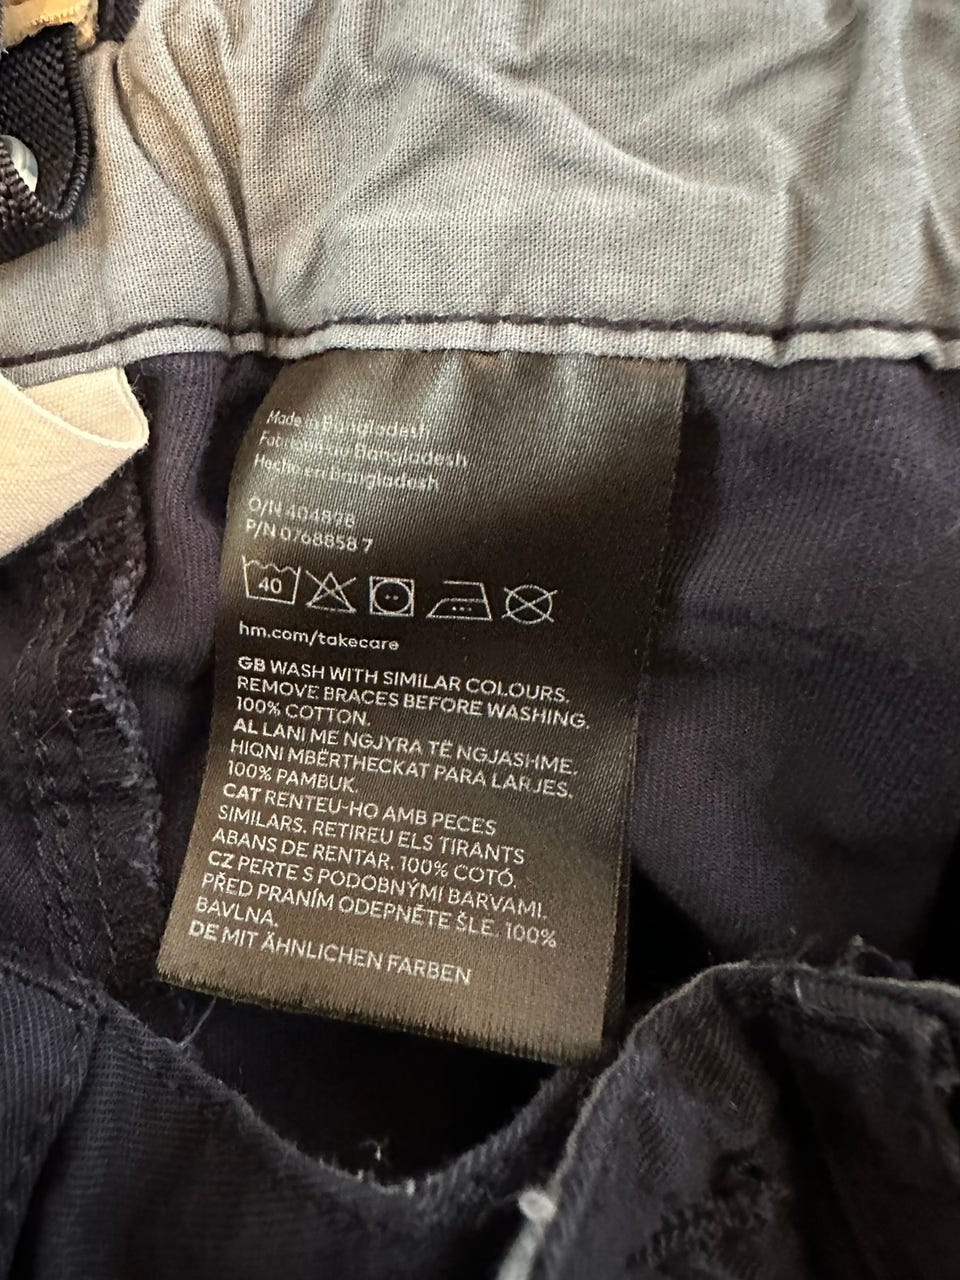 Made in Bangladesh
Fabriqué au Bangladesh
Hecho en Bangladesh
O/N 404898
P/N 0768858 7
40
hm.com/takecare
GB WASH WITH SIMILAR COLOURS.
REMOVE BRACES BEFORE WASHING.
100% COTTON.
AL LANI ME NGJYRA TË NGJASHME.
HIQNI MBËRTHECKAT PARA LARJES.
100% PAMBUK.
CAT RENTEU-HO AMB PECES
SIMILARS. RETIREU ELS TIRANTS
ABANS DE RENTAR. 100% COTÓ.
CZ PERTE S PODOBNÝMI BARVAMI.
PŘED PRANÍM ODEPNĚTE ŠLE. 100%
BAVLNA.
DE MIT ÄHNLICHEN FARBEN